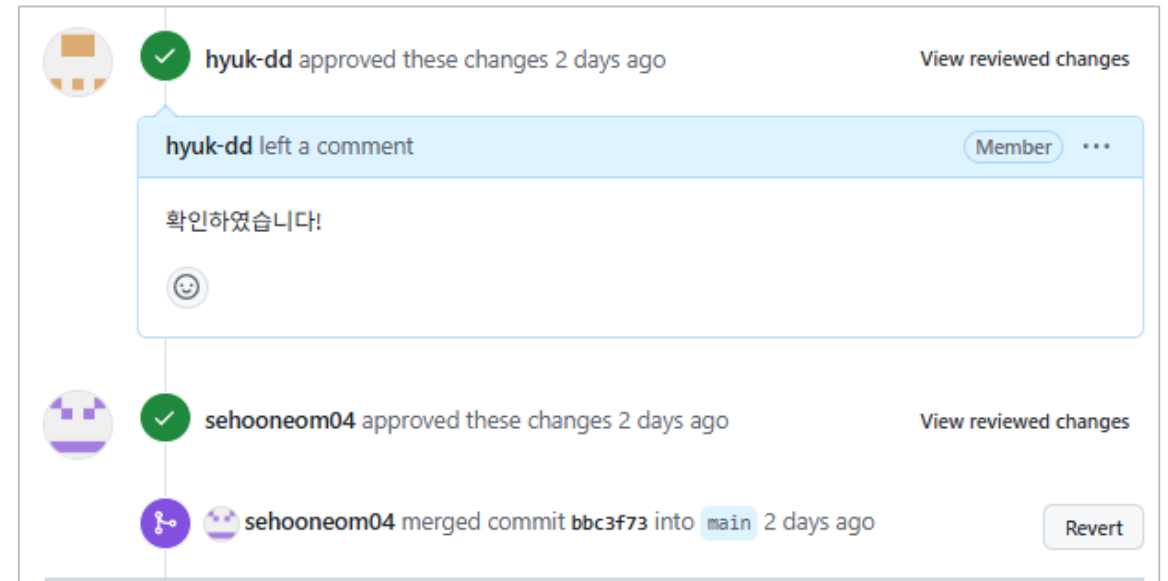 hyuk-dd approved these changes 2 days ago View reviewed changes
hyuk-dd left a comment Member ...
확인하였습니다!
sehooneom04 approved these changes 2 days ago View reviewed changes
sehooneom04 merged commit bbc3f73 into main 2 days ago Revert